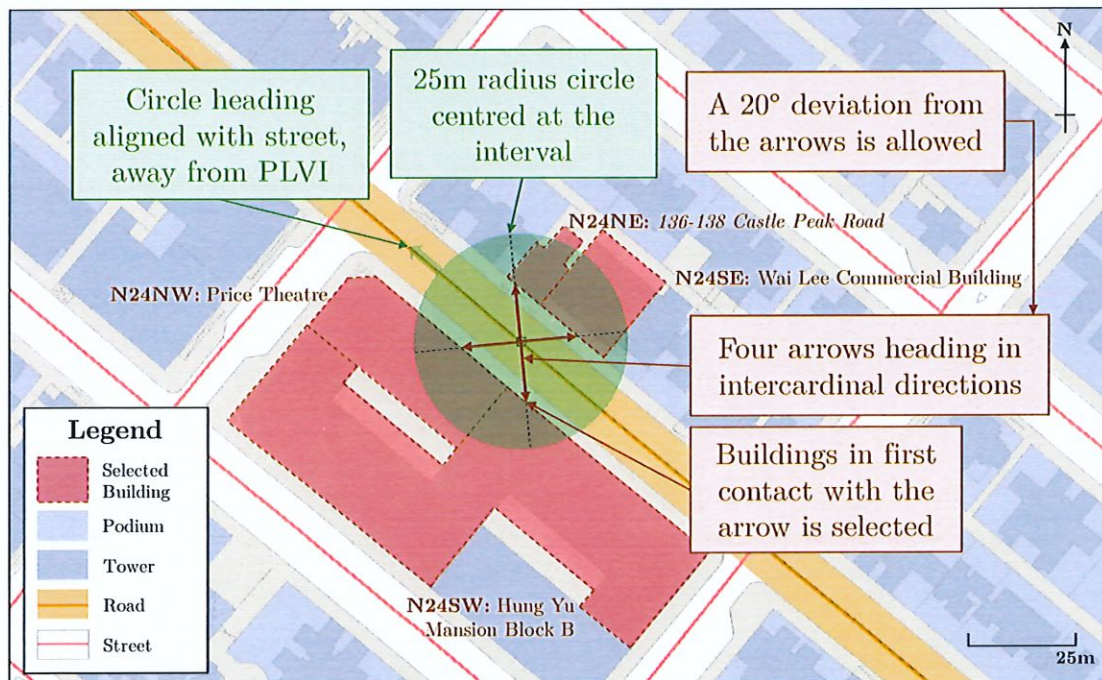 N
Circle heading
aligned with street,
away from PLVI
25m radius circle
centred at the
interval
A 20° deviation from
the arrows is allowed
N24NE: 136-138 Castle Peak Road
N24SE: Wai Lee Commercial Building
N24NW: Price Theatre
Four arrows heading in
intercardinal directions
Buildings in first
contact with the
arrow is selected
N24SW: Hung Yu
Mansion Block B
Legend
Selected
Building
Podium
Tower
Road
Street
25m